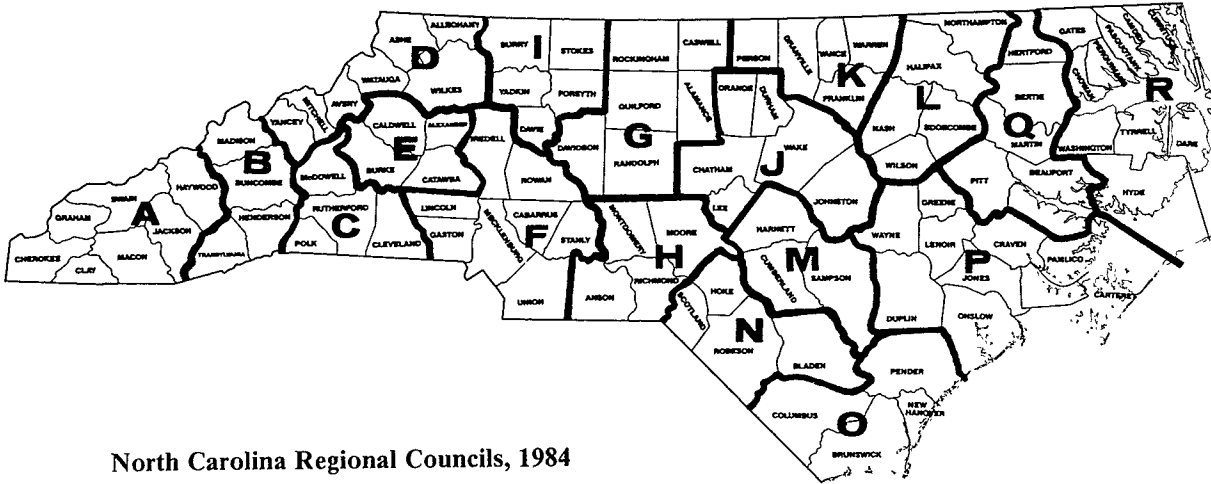 NORTHAMPTON
ALLEGHANY
GATES
CAMDEN
CURRITUCK
ASHE
SURRY
STOKES
ROCKINGHAM
CASWELL
PERSON
GRANVILLE
VANCE
WARREN
HERTFORD
PASQUOTANK
PERQUIMANS
D
I
K
HALIFAX
WATAUGA
WILKES
YADKIN
FORSYTH
GUILFORD
ALAMANCE
ORANGE
DURHAM
FRANKLIN
L
BERTIE
CHOWAN
R
MITCHELL
AVERY
YANCEY
CALDWELL
ALEXANDER
IREDELL
DAVIE
DAVIDSON
G
RANDOLPH
NASH
EDGECOMBE
Q
MARTIN
WASHINGTON
TYRRELL
DARE
MADISON
B
BUNCOMBE
MCDOWELL
BURKE
E
CATAWBA
ROWAN
CHATHAM
WAKE
J
WILSON
PITT
BEAUFORT
HYDE
HAYWOOD
SWAIN
GRAHAM
A
JACKSON
HENDERSON
RUTHERFORD
C
POLK
CLEVELAND
LINCOLN
GASTON
MECKLENBURG
CABARRUS
F
STANLY
MONTGOMERY
MOORE
LEE
JOHNSTON
GREENE
CHEROKEE
CLAY
MACON
TRANSYLVANIA
H
HARNETT
WAYNE
LENOIR
CRAVEN
P
JONES
PAMLICO
UNION
ANSON
RICHMOND
SCOTLAND
HOKE
CUMBERLAND
M
SAMPSON
CARTERET
N
ROBESON
DUPLIN
ONSLOW
BLADEN
PENDER
COLUMBUS
O
NEW
HANOVER
BRUNSWICK
North Carolina Regional Councils, 1984